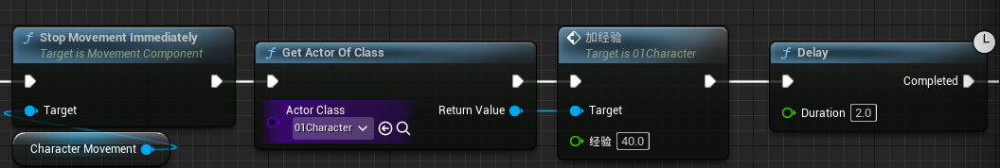 Stop Movement Immediately
Target is Movement Component
Target
Character Movement
Get Actor Of Class
Actor Class
01Character
Return Value
加经验
Target is 01Character
Target
经验 40.0
Delay
Completed
Duration 2.0